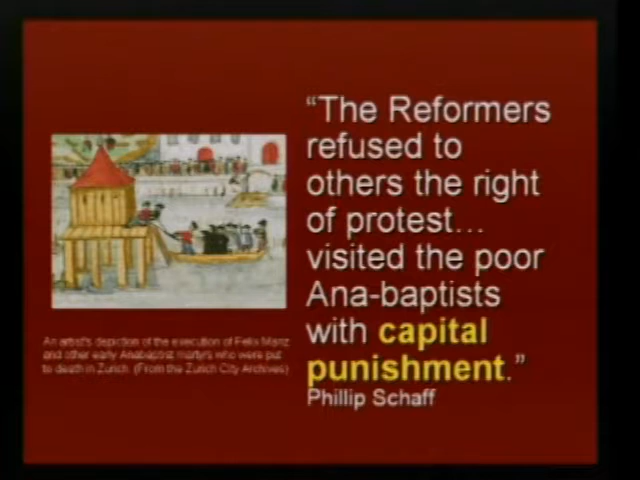 “The Reformers
refused to
others the right
of protest…
visited the poor
Ana-baptists
with capital
punishment.”
Phillip Schaff
An artist's depiction of the execution of Felix Manz
and other early Anabaptist martyrs who were put
to death in Zurich. (From the Zurich City Archives)